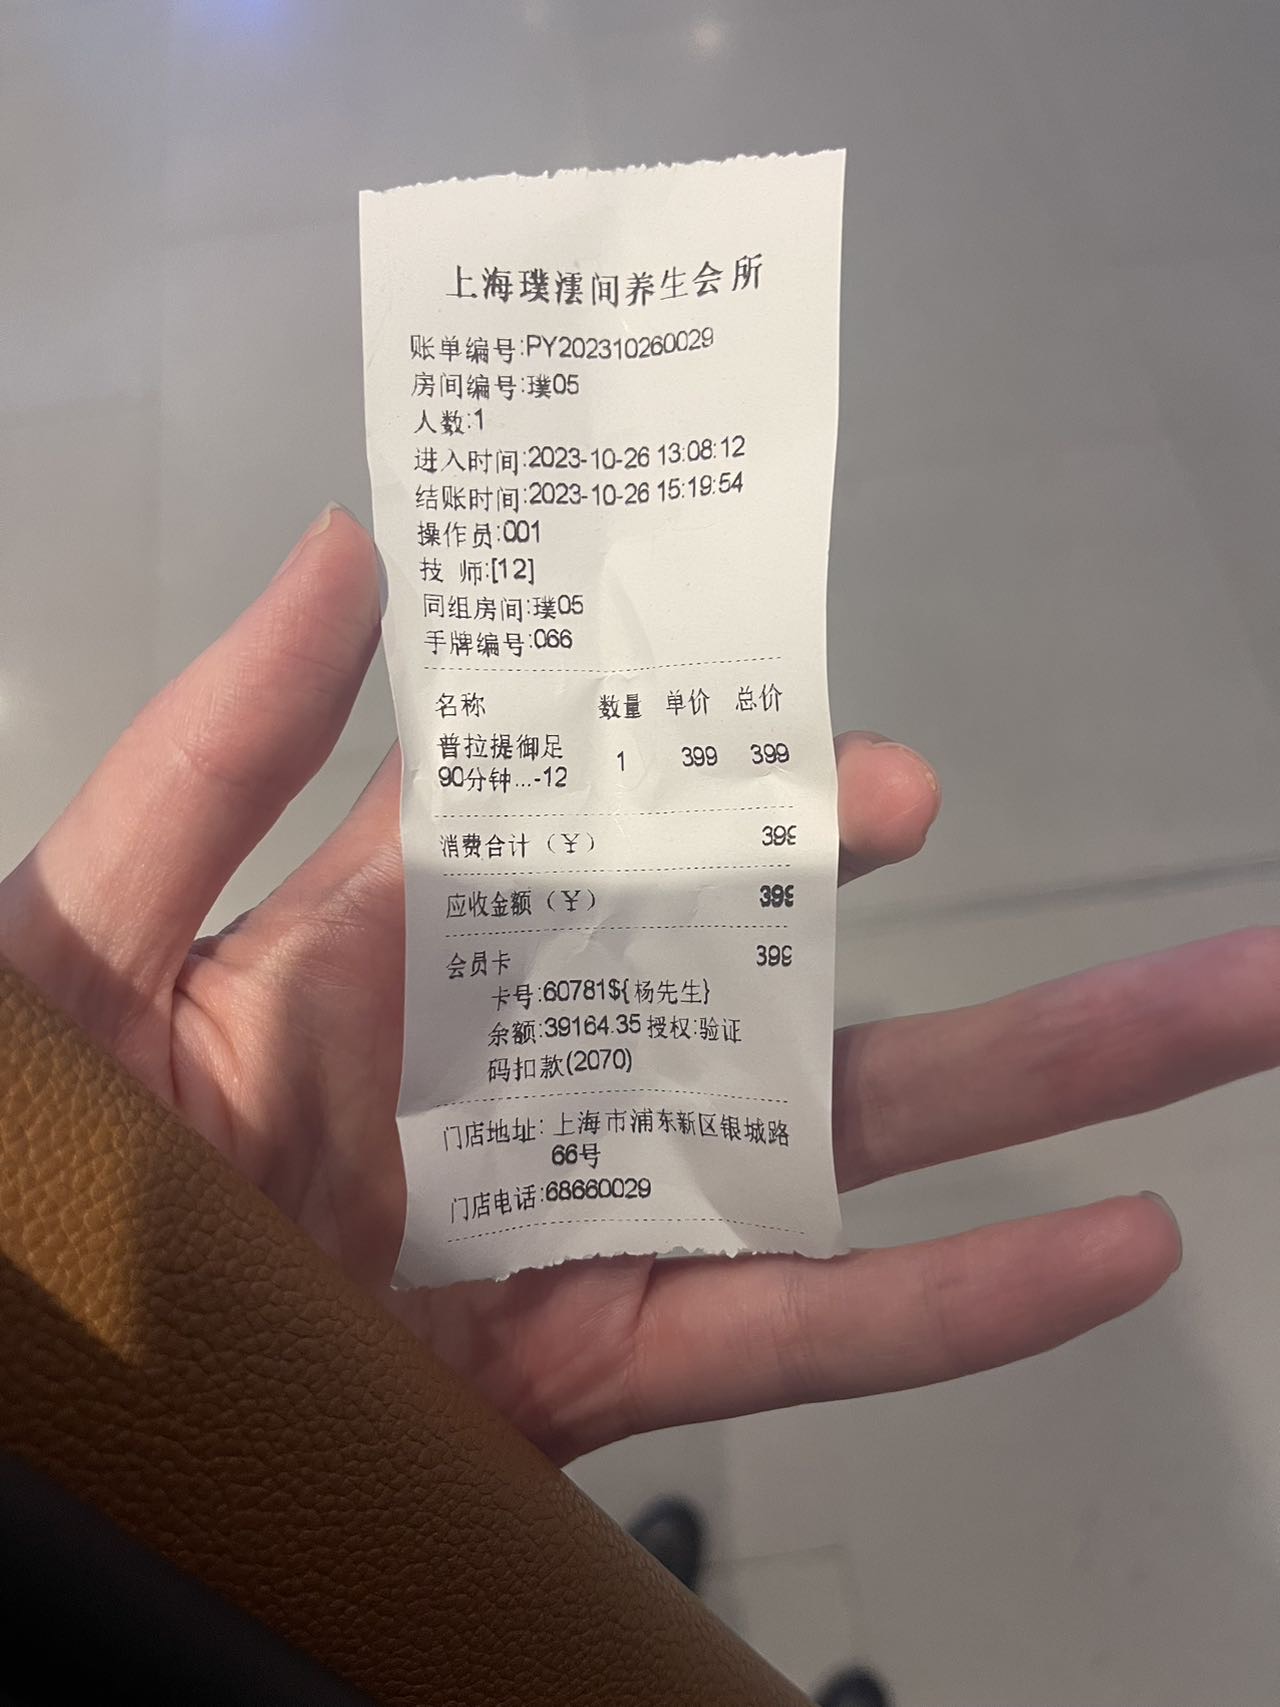 上海璞澐间养生会所
账单编号:PY202310260029
房间编号:璞05
人数:1
进入时间:2023-10-26 13:08:12
结账时间:2023-10-26 15:19:54
操作员:001
技 师:[12]
同组房间:璞05
手牌编号:066
名称 数量 单价 总价
普拉提御足 1 399 399
90分钟...-12
消费合计（￥） 399
应收金额（￥） 399
会员卡 399
卡号:60781${杨先生}
余额:39164.35 授权:验证
码扣款(2070)
门店地址: 上海市浦东新区银城路
66号
门店电话:68660029